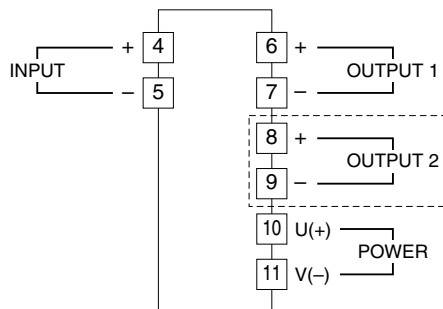 4 + 6 +
INPUT OUTPUT 1
5 – 7 –
8 +
OUTPUT 2
9 –
10 U(+)
POWER
11 V(–)